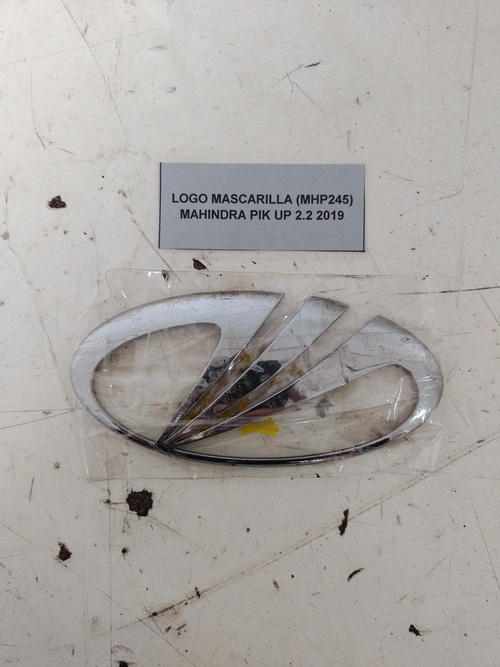 LOGO MASCARILLA (MHP245)
MAHINDRA PIK UP 2.2 2019